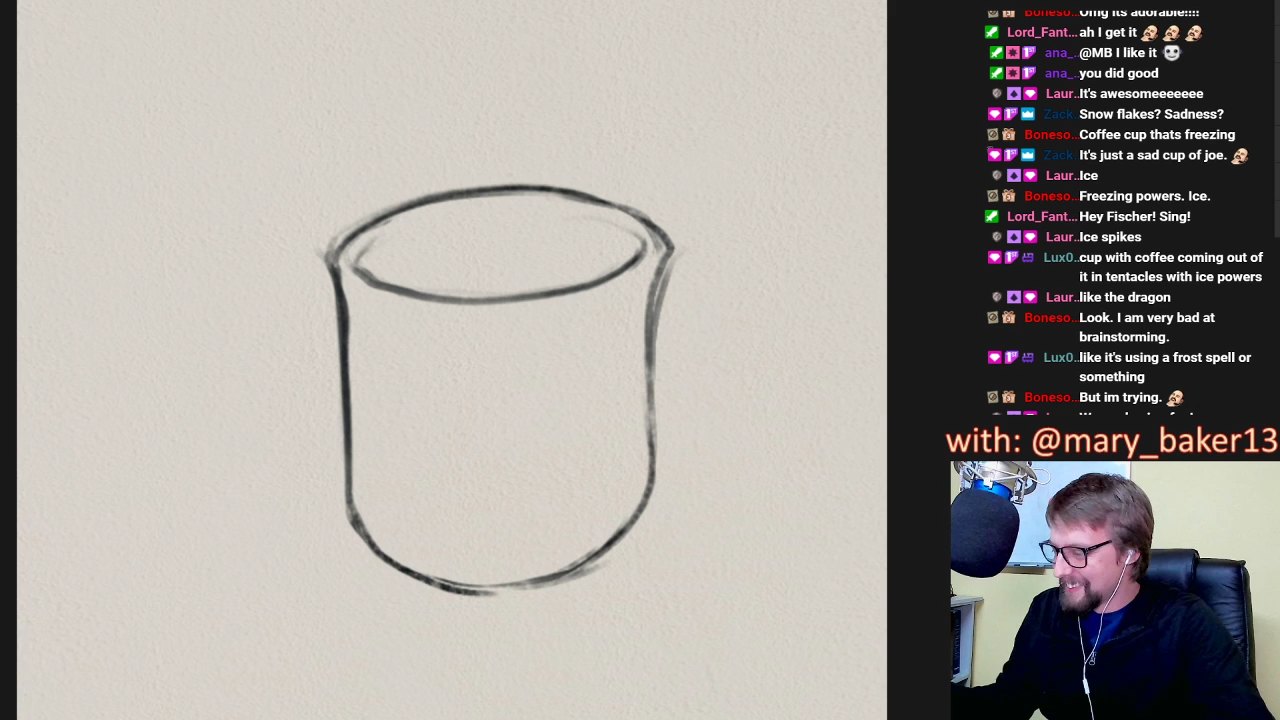 Boneso.. Omg its adorable!!!!
Lord_Fant... ah I get it
ana_.. @MB I like it
ana_.. you did good
Laur.. It's awesomeeeeeee
Zack. Snow flakes? Sadness?
Boneso.. Coffee cup thats freezing
Zack. It's just a sad cup of joe.
Laur.. Ice
Boneso.. Freezing powers. Ice.
Lord_Fant... Hey Fischer! Sing!
Laur.. Ice spikes
Lux0.. cup with coffee coming out of
it in tentacles with ice powers
Laur.. like the dragon
Boneso.. Look. I am very bad at
brainstorming.
Lux0.. like it's using a frost spell or
something
Boneso.. But im trying.
with: @mary_baker13